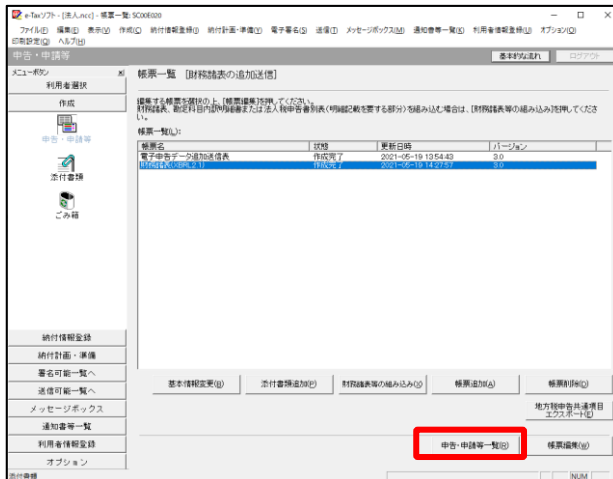 e-Taxソフト - [法人.ncc] - 帳票一覧: SC00E020
ファイル(F) 編集(E) 表示(V) 作成(C) 納付情報登録(I) 納付計画・準備(Y) 電子署名(S) 送信(T) メッセージボックス(M) 通知書等一覧(K) 利用者情報登録(U) オプション(O)
印刷設定(Q) ヘルプ(H)
申告・申請等 基本的な流れ ログアウト
メニューボタン
利用者選択
作成
申告・申請等
添付書類
ごみ箱
納付情報登録
納付計画・準備
署名可能一覧へ
送信可能一覧へ
メッセージボックス
通知書等一覧
利用者情報登録
オプション
帳票一覧 [財務諸表の追加送信]
編集する帳票を選択の上、[帳票編集]を押してください。
財務諸表、勘定科目内訳明細書または法人税申告書別表(明細記載を要する部分)を組み込む場合は、[財務諸表等の組み込み]を押してくださ
い。
帳票一覧(L):
帳票名 状態 更新日時 バージョン
電子申告データ追加送信表 作成完了 2021-05-19 13:54:43 3.0
財務諸表(XBRL2.1) 作成完了 2021-05-19 14:27:57 3.0
基本情報変更(B) 添付書類追加(P) 財務諸表等の組み込み(X) 帳票追加(A) 帳票削除(D)
地方税申告共通項目
エクスポート(E)
申告・申請等一覧(R) 帳票編集(W)
添付書類 NUM